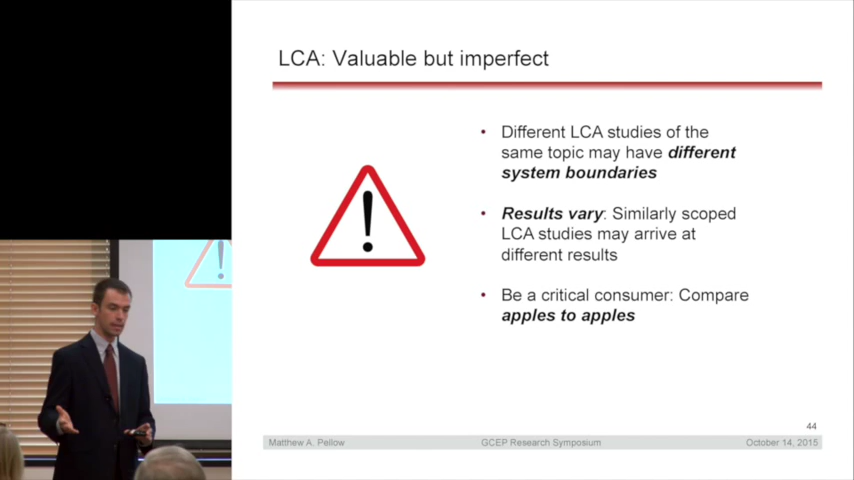 LCA: Valuable but imperfect
• Different LCA studies of the
same topic may have different
system boundaries
• Results vary: Similarly scoped
LCA studies may arrive at
different results
• Be a critical consumer: Compare
apples to apples
44
Matthew A. Pellow GCEP Research Symposium October 14, 2015